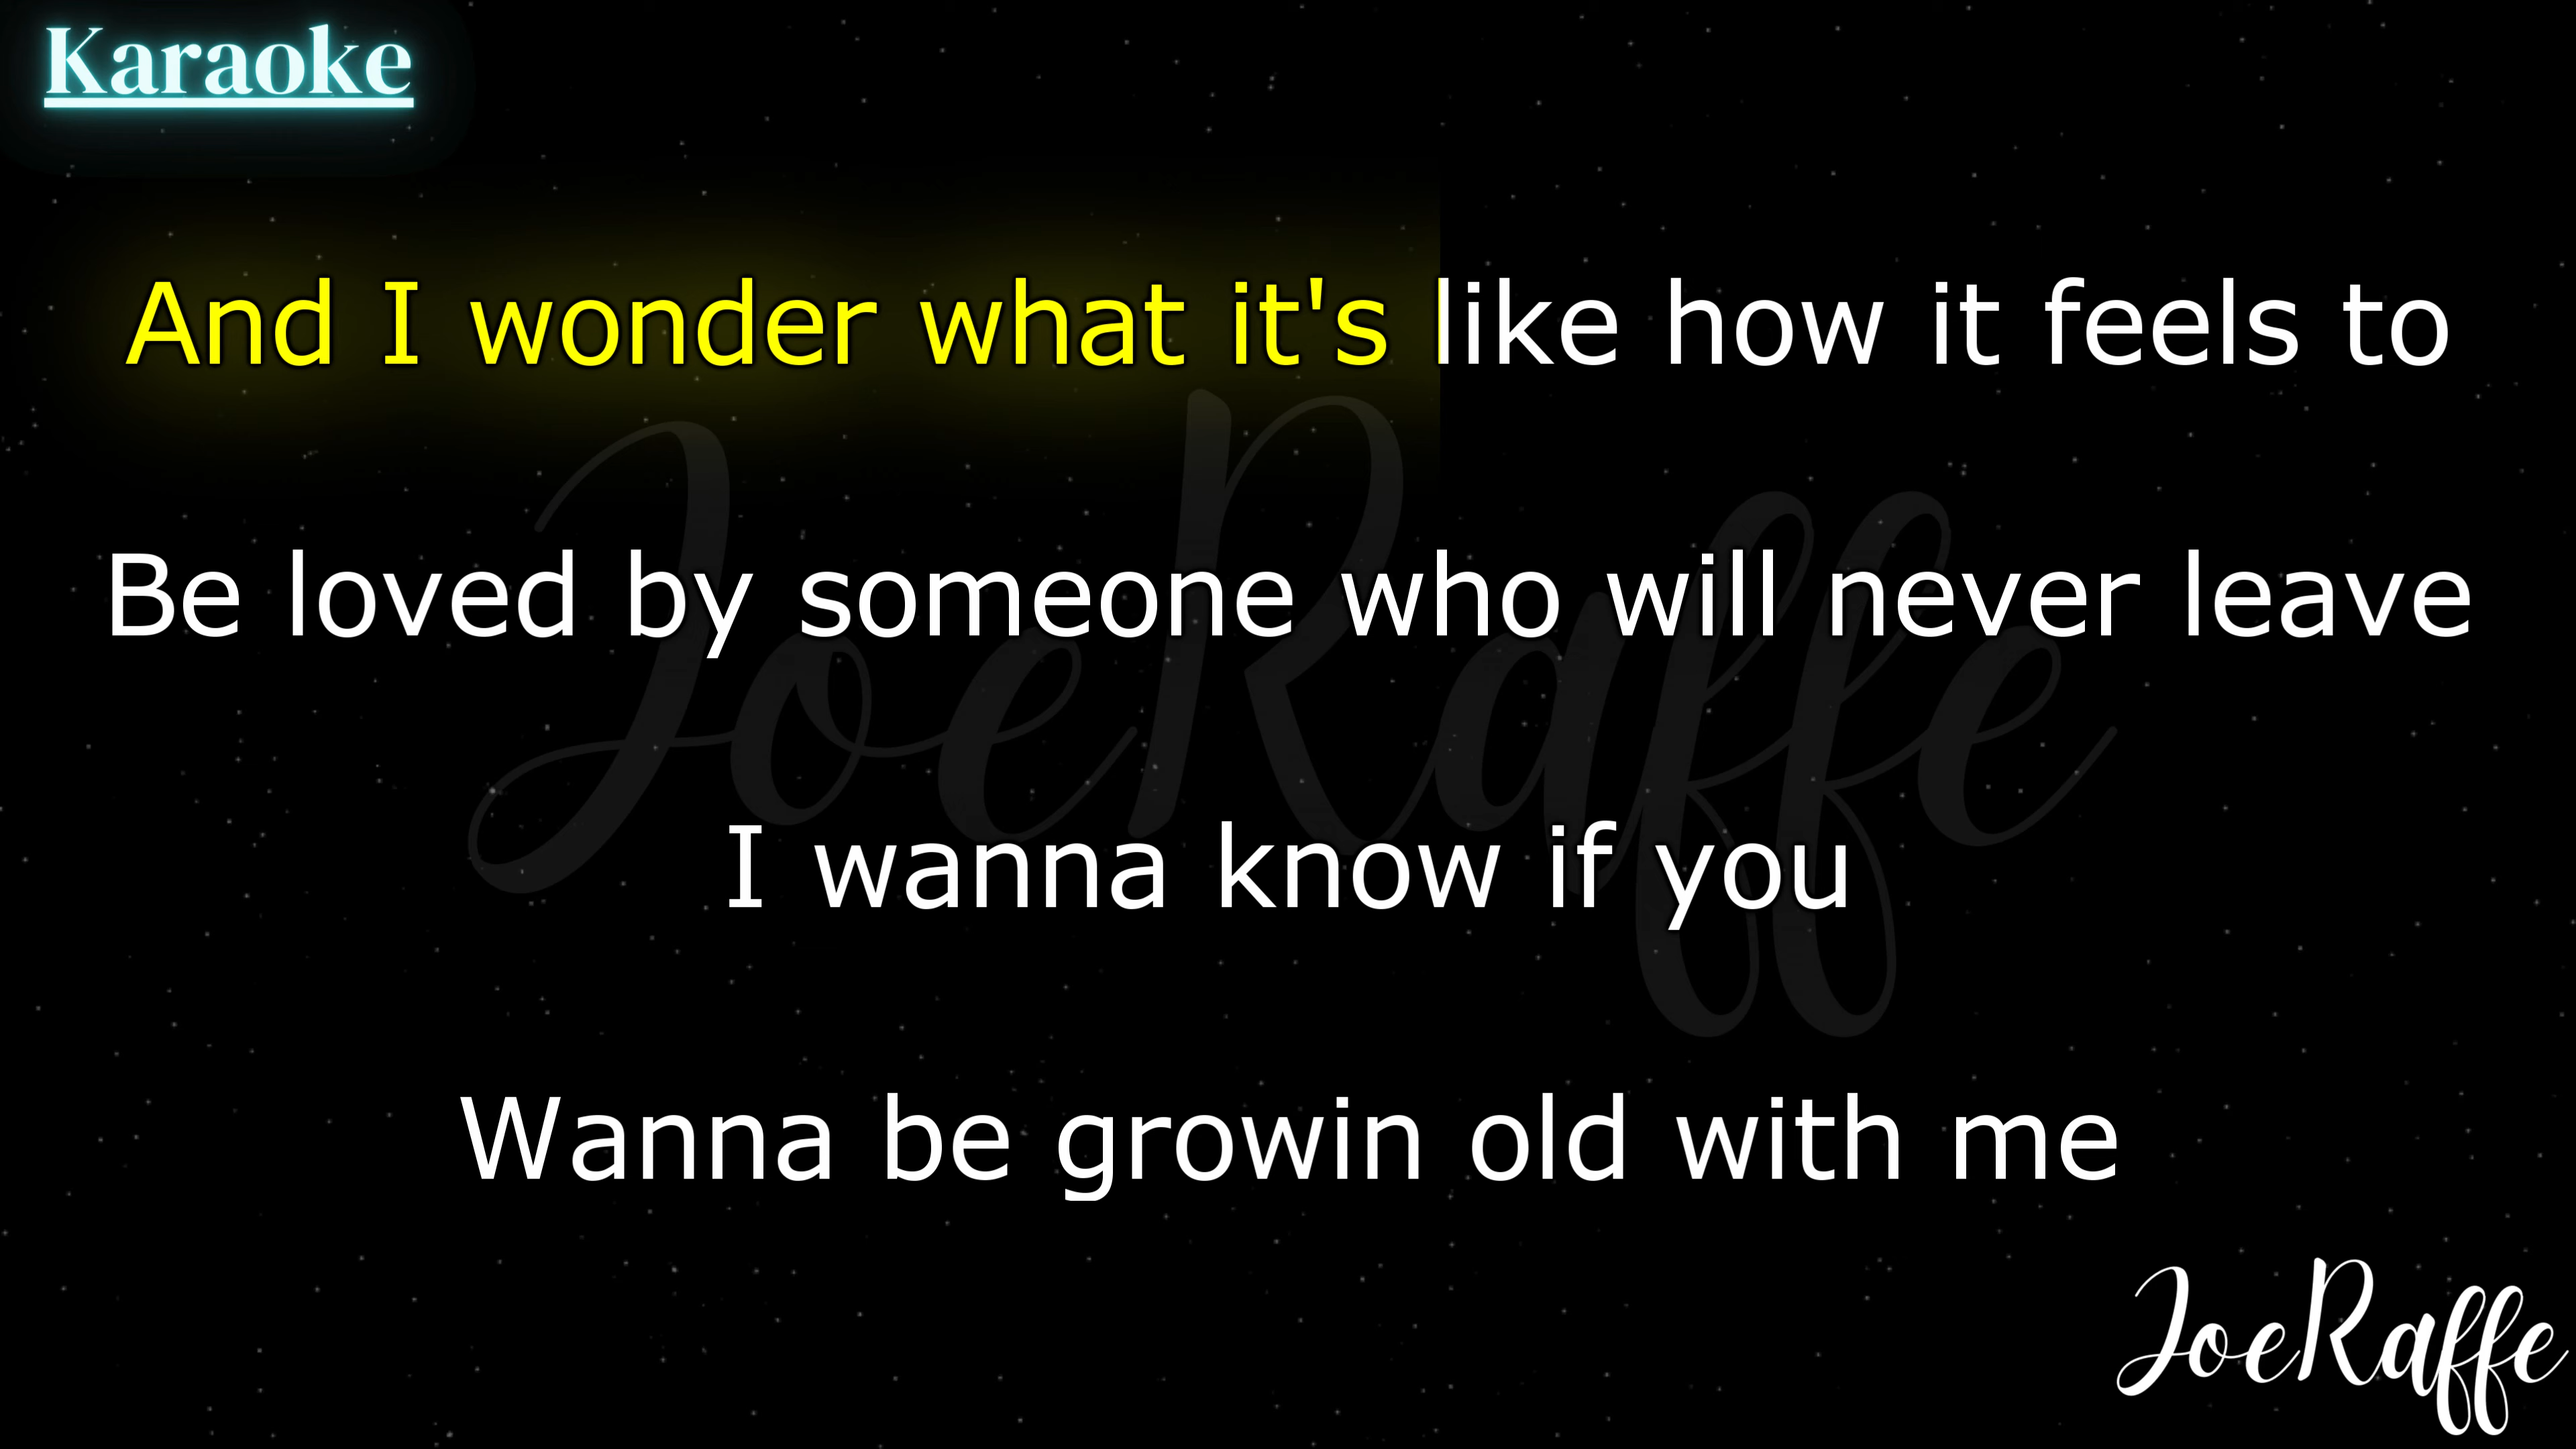 Karaoke
And I wonder what it's like how it feels to
Be loved by someone who will never leave
I wanna know if you
Wanna be growin old with me
JoeRaffe
JoeRaffe